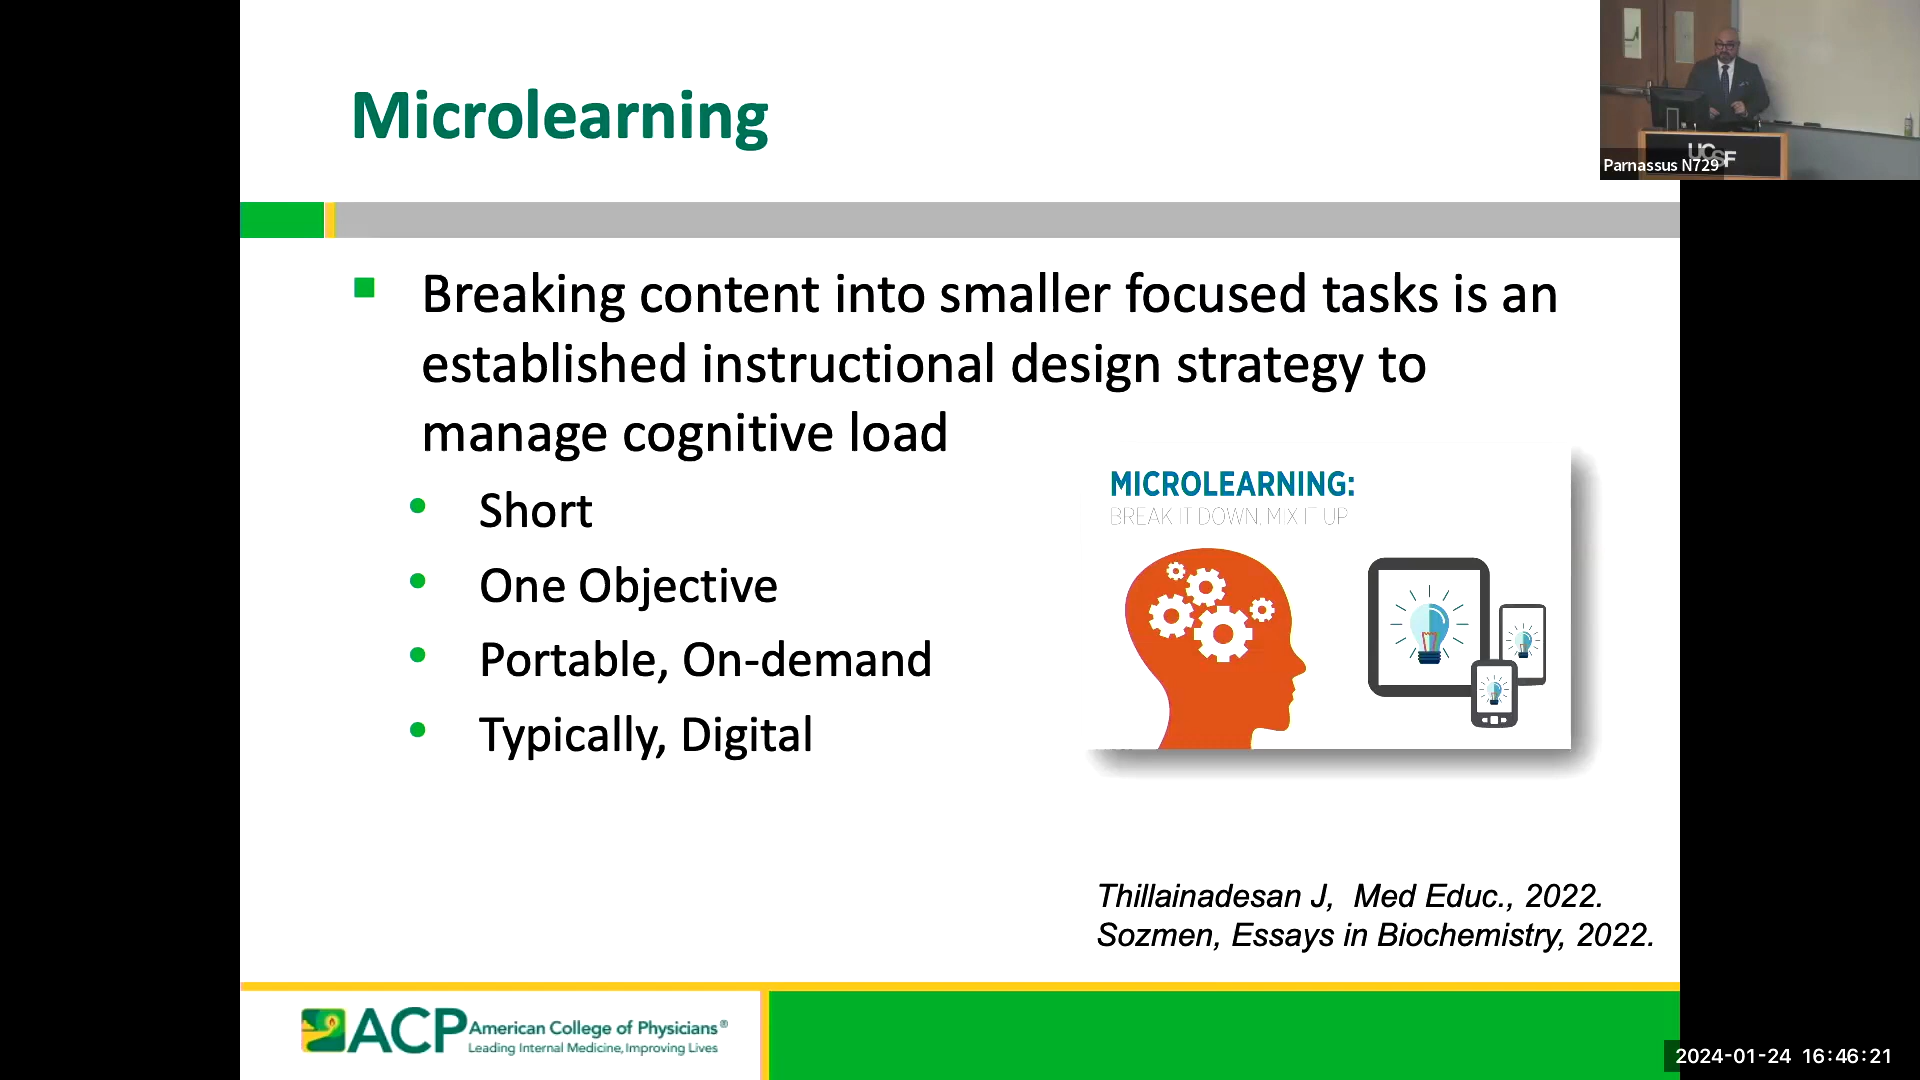 Microlearning
Breaking content into smaller focused tasks is an
established instructional design strategy to
manage cognitive load
Short
One Objective
Portable, On-demand
Typically, Digital
MICROLEARNING:
BREAK IT DOWN. MIX IT UP
Thillainadesan J, Med Educ., 2022.
Sozmen, Essays in Biochemistry, 2022.
ACP American College of Physicians®
Leading Internal Medicine, Improving Lives
UCSF
Parnassus N729
2024-01-24 16:46:21